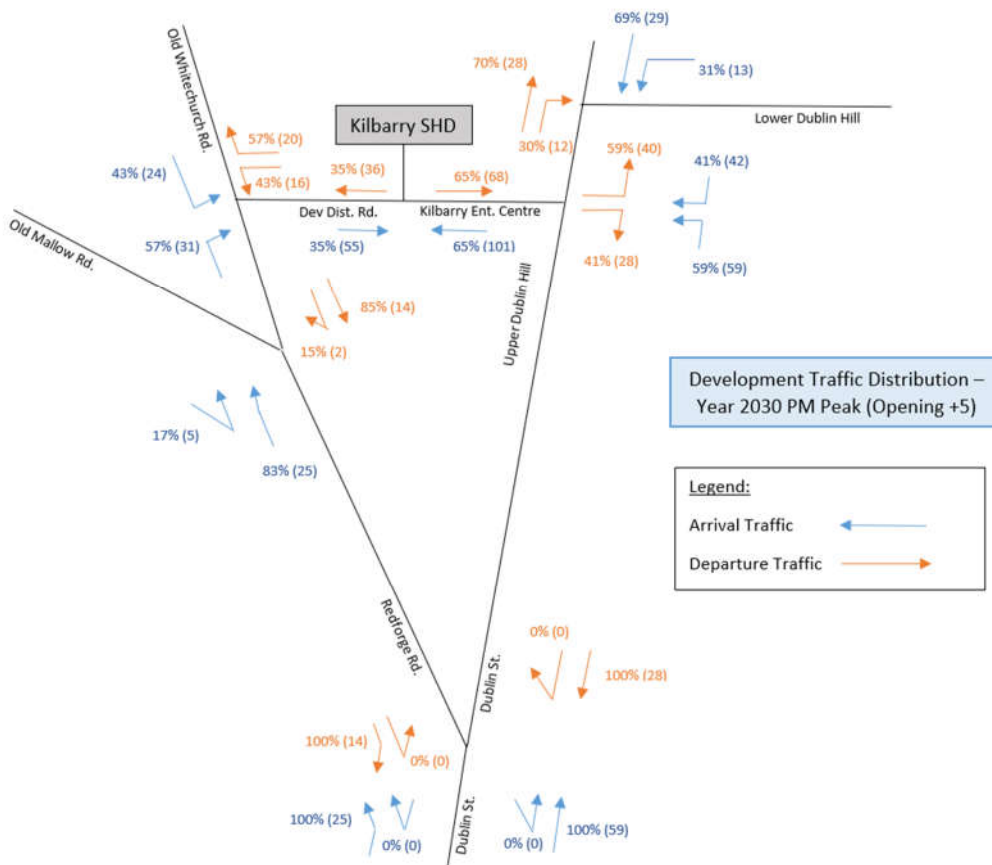 69% (29)
31% (13)
70% (28)
Old Whitechurch Rd.
Kilbarry SHD
Lower Dublin Hill
57% (20)
30% (12)
59% (40)
41% (42)
43% (24)
35% (36)
65% (68)
43% (16)
Dev Dist. Rd.
Kilbarry Ent. Centre
Old Mallow Rd.
57% (31)
35% (55)
65% (101)
41% (28)
59% (59)
85% (14)
Upper Dublin Hill
15% (2)
Development Traffic Distribution –
Year 2030 PM Peak (Opening +5)
17% (5)
83% (25)
Legend:
Arrival Traffic
Departure Traffic
Redforge Rd.
0% (0)
Dublin St.
100% (28)
100% (14)
0% (0)
100% (25)
0% (0)
Dublin St.
0% (0)
100% (59)